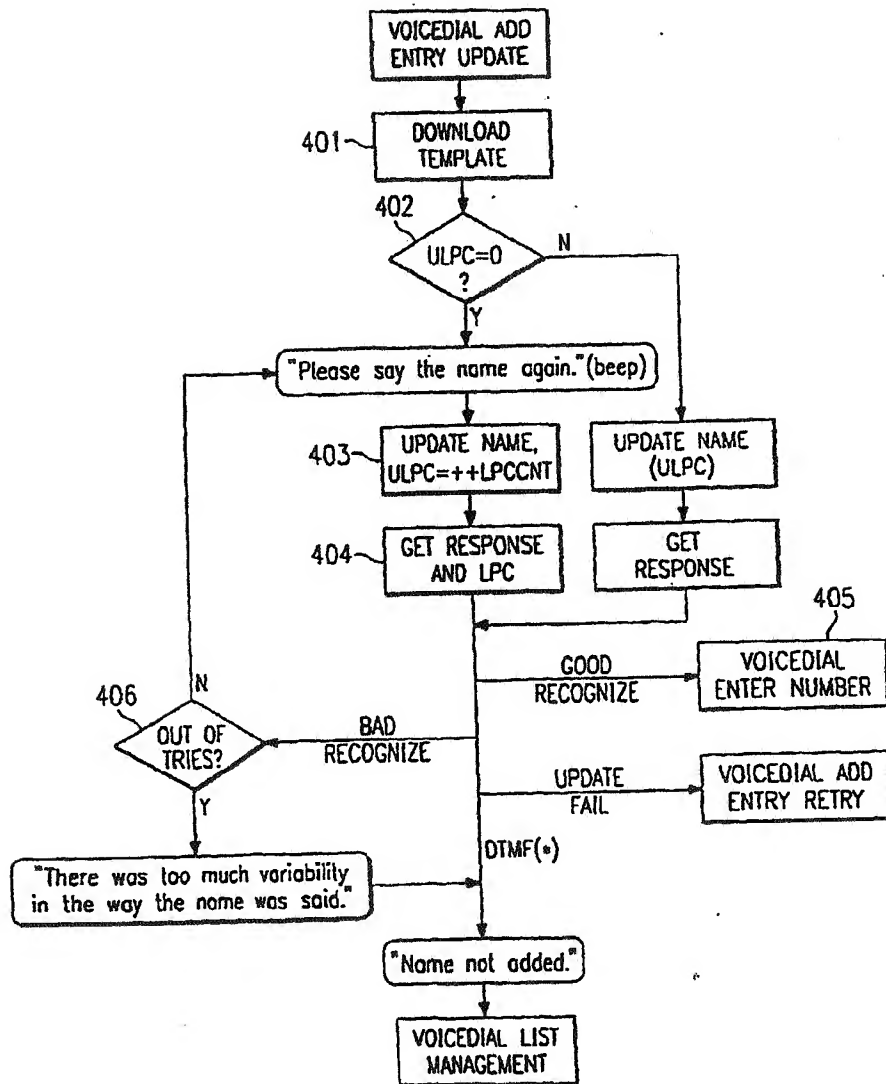 VOICEDIAL ADD
ENTRY UPDATE
401
DOWNLOAD
TEMPLATE
402
ULPC=0
?
N
Y
"Please say the name again."(beep)
403
UPDATE NAME,
ULPC=++LPCCNT
UPDATE NAME
(ULPC)
404
GET RESPONSE
AND LPC
GET
RESPONSE
405
GOOD
RECOGNIZE
VOICEDIAL
ENTER NUMBER
N
406
OUT OF
TRIES?
BAD
RECOGNIZE
Y
UPDATE
FAIL
VOICEDIAL ADD
ENTRY RETRY
DTMF(*)
"There was too much variability
in the way the name was said."
"Name not added."
VOICEDIAL LIST
MANAGEMENT